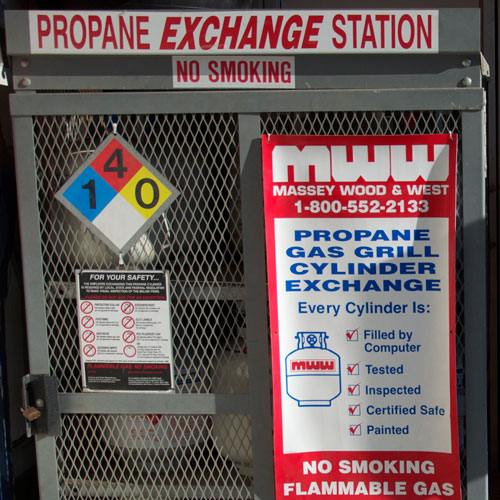 PROPANE EXCHANGE STATION
NO SMOKING
4
1 0
FOR YOUR SAFETY...
FLAMMABLE GAS-NO SMOKING
MWW
MASSEY WOOD & WEST
1-800-552-2133
PROPANE
GAS GRILL
CYLINDER
EXCHANGE
Every Cylinder Is:
Filled by
Computer
MWW
Tested
Inspected
Certified Safe
Painted
NO SMOKING
FLAMMABLE GAS